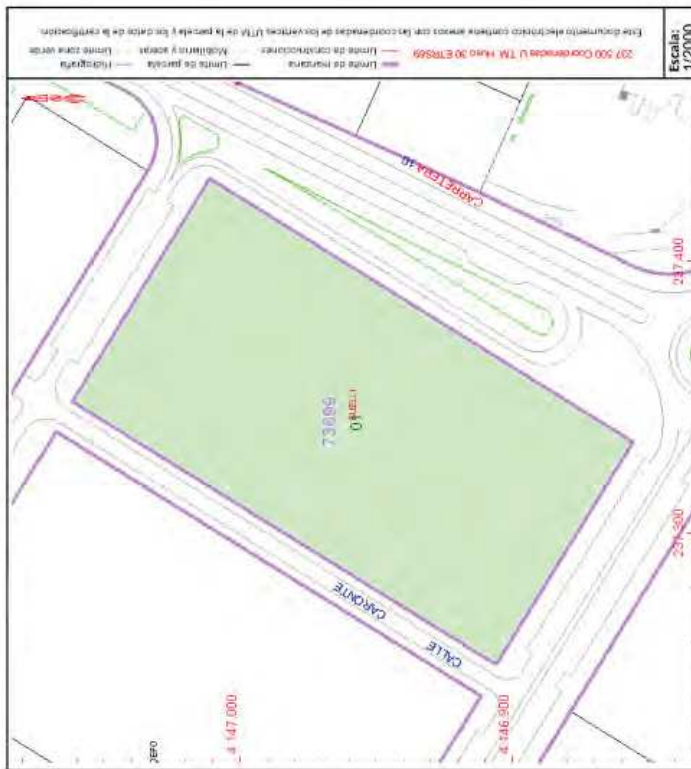 Límite de manzana Límite de parcela Hidrografía
237.500 Coordenadas U.T.M. Huso 30 ETRS89 Límite de construcciones Mobiliario y aceras Límite zona verde
Este documento electrónico contiene anexos con las coordenadas de los vértices UTM de la parcela y los datos de la certificación
Escala:
1/2000
CARRETERA
73699
01
SUELO
CALLE CARONTE
4.147.000
4.146.900
237.400
237.300